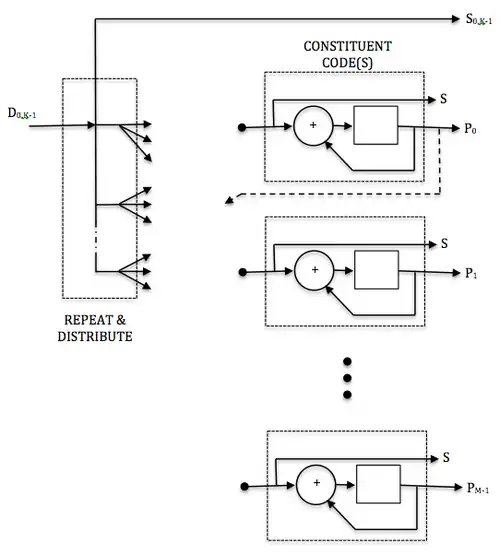 S0,K-1
CONSTITUENT
CODE(S)
D0,K-1
S
+
P0
S
+
P1
REPEAT &
DISTRIBUTE
S
+
PM-1